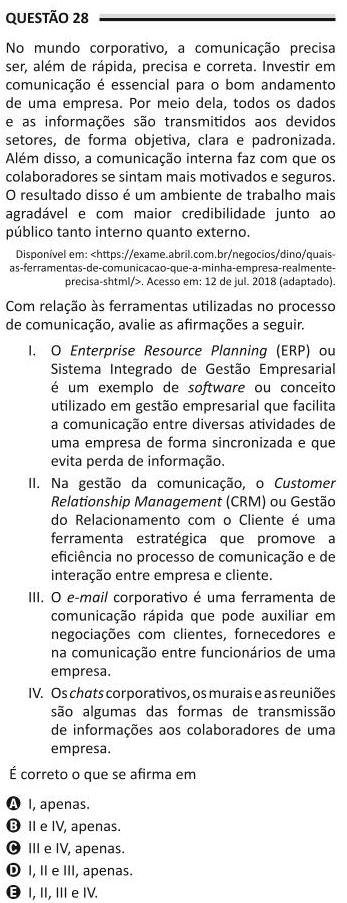 QUESTÃO 28
No mundo corporativo, a comunicação precisa
ser, além de rápida, precisa e correta. Investir em
comunicação é essencial para o bom andamento
de uma empresa. Por meio dela, todos os dados
e as informações são transmitidos aos devidos
setores, de forma objetiva, clara e padronizada.
Além disso, a comunicação interna faz com que os
colaboradores se sintam mais motivados e seguros.
O resultado disso é um ambiente de trabalho mais
agradável e com maior credibilidade junto ao
público tanto interno quanto externo.
Disponível em: <https://exame.abril.com.br/negocios/dino/quais-
as-ferramentas-de-comunicacao-que-a-minha-empresa-realmente-
precisa-shtml/>. Acesso em: 12 de jul. 2018 (adaptado).
Com relação às ferramentas utilizadas no processo
de comunicação, avalie as afirmações a seguir.
I. O Enterprise Resource Planning (ERP) ou
Sistema Integrado de Gestão Empresarial
é um exemplo de software ou conceito
utilizado em gestão empresarial que facilita
a comunicação entre diversas atividades de
uma empresa de forma sincronizada e que
evita perda de informação.
II. Na gestão da comunicação, o Customer
Relationship Management (CRM) ou Gestão
do Relacionamento com o Cliente é uma
ferramenta estratégica que promove a
eficiência no processo de comunicação e de
interação entre empresa e cliente.
III. O e-mail corporativo é uma ferramenta de
comunicação rápida que pode auxiliar em
negociações com clientes, fornecedores e
na comunicação entre funcionários de uma
empresa.
IV. Os chats corporativos, os murais e as reuniões
são algumas das formas de transmissão
de informações aos colaboradores de uma
empresa.
É correto o que se afirma em
A I, apenas.
B II e IV, apenas.
C III e IV, apenas.
D I, II e III, apenas.
E I, II, III e IV.